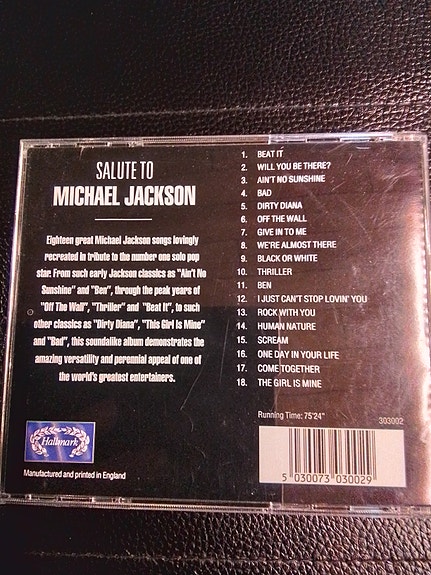 SALUTE TO
MICHAEL JACKSON
Eighteen great Michael Jackson songs lovingly
recreated in tribute to the number one solo pop
star. From such early Jackson classics as "Ain't No
Sunshine" and "Ben", through the peak years of
"Off The Wall", "Thriller" and "Beat It", to such
other classics as "Dirty Diana", "This Girl Is Mine"
and "Bad", this soundalike album demonstrates the
amazing versatility and perennial appeal of one of
the world's greatest entertainers.
Hallmark
Manufactured and printed in England
1. BEAT IT
2. WILL YOU BE THERE?
3. AIN'T NO SUNSHINE
4. BAD
5. DIRTY DIANA
6. OFF THE WALL
7. GIVE IN TO ME
8. WE'RE ALMOST THERE
9. BLACK OR WHITE
10. THRILLER
11. BEN
12. I JUST CAN'T STOP LOVIN' YOU
13. ROCK WITH YOU
14. HUMAN NATURE
15. SCREAM
16. ONE DAY IN YOUR LIFE
17. COME TOGETHER
18. THE GIRL IS MINE
Running Time: 75'24"
303002
5 030073 030029